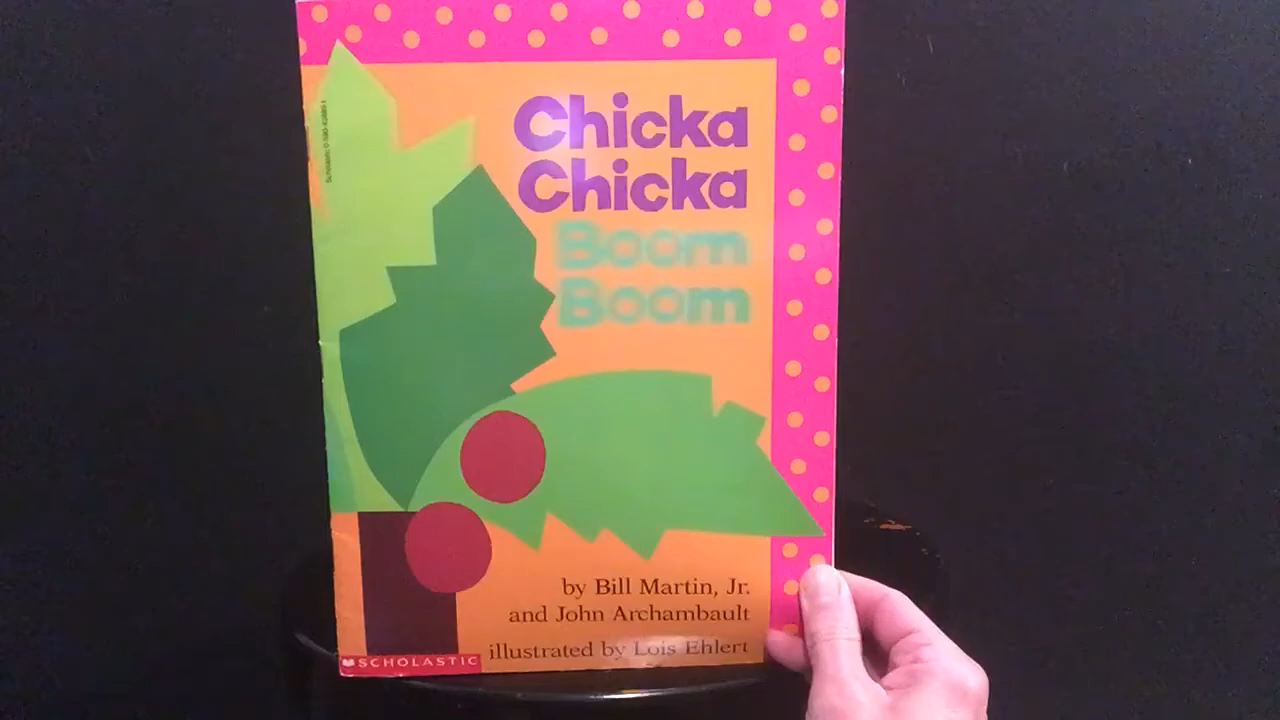 Chicka
Chicka
Boom
Boom
by Bill Martin, Jr.
and John Archambault
illustrated by Lois Ehlert
SCHOLASTIC